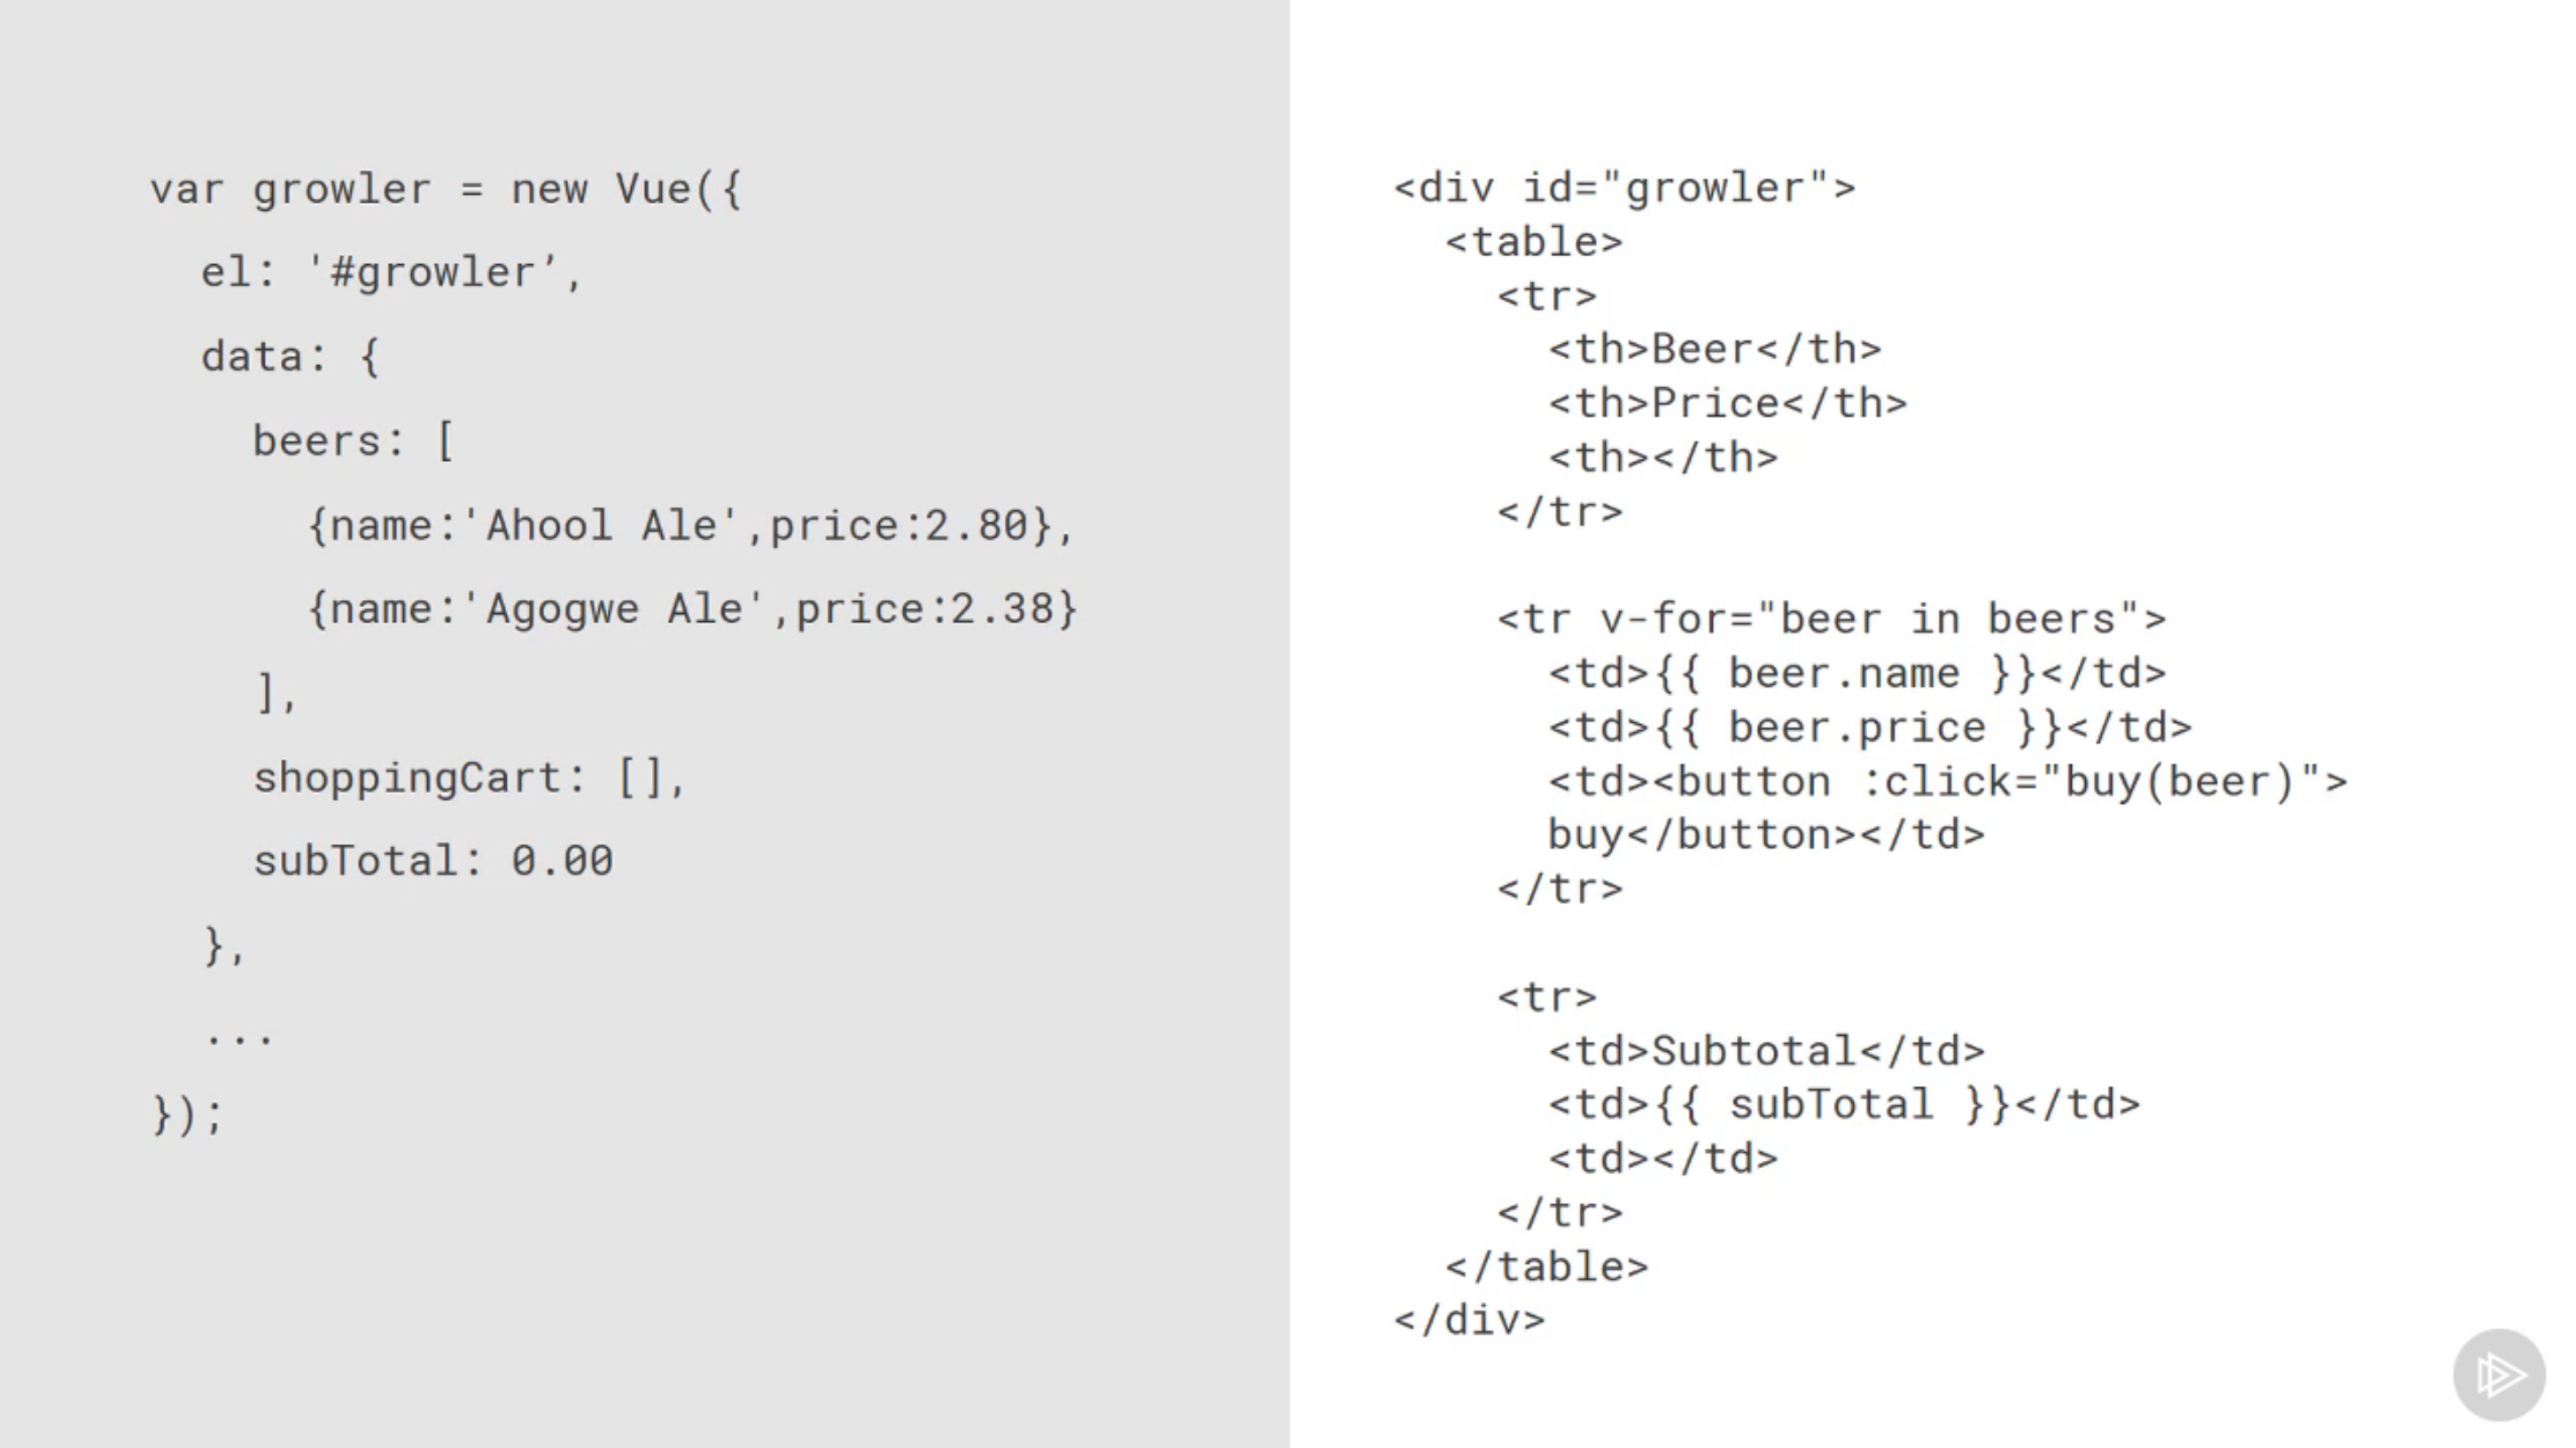 var growler = new Vue({
el: '#growler’,
data: {
beers: [
{name:'Ahool Ale',price:2.80},
{name:'Agogwe Ale',price:2.38}
],
shoppingCart: [],
subTotal: 0.00
},
...
});
<div id="growler">
<table>
<tr>
<th>Beer</th>
<th>Price</th>
<th></th>
</tr>
<tr v-for="beer in beers">
<td>{{ beer.name }}</td>
<td>{{ beer.price }}</td>
<td><button :click="buy(beer)">
buy</button></td>
</tr>
<tr>
<td>Subtotal</td>
<td>{{ subTotal }}</td>
<td></td>
</tr>
</table>
</div>